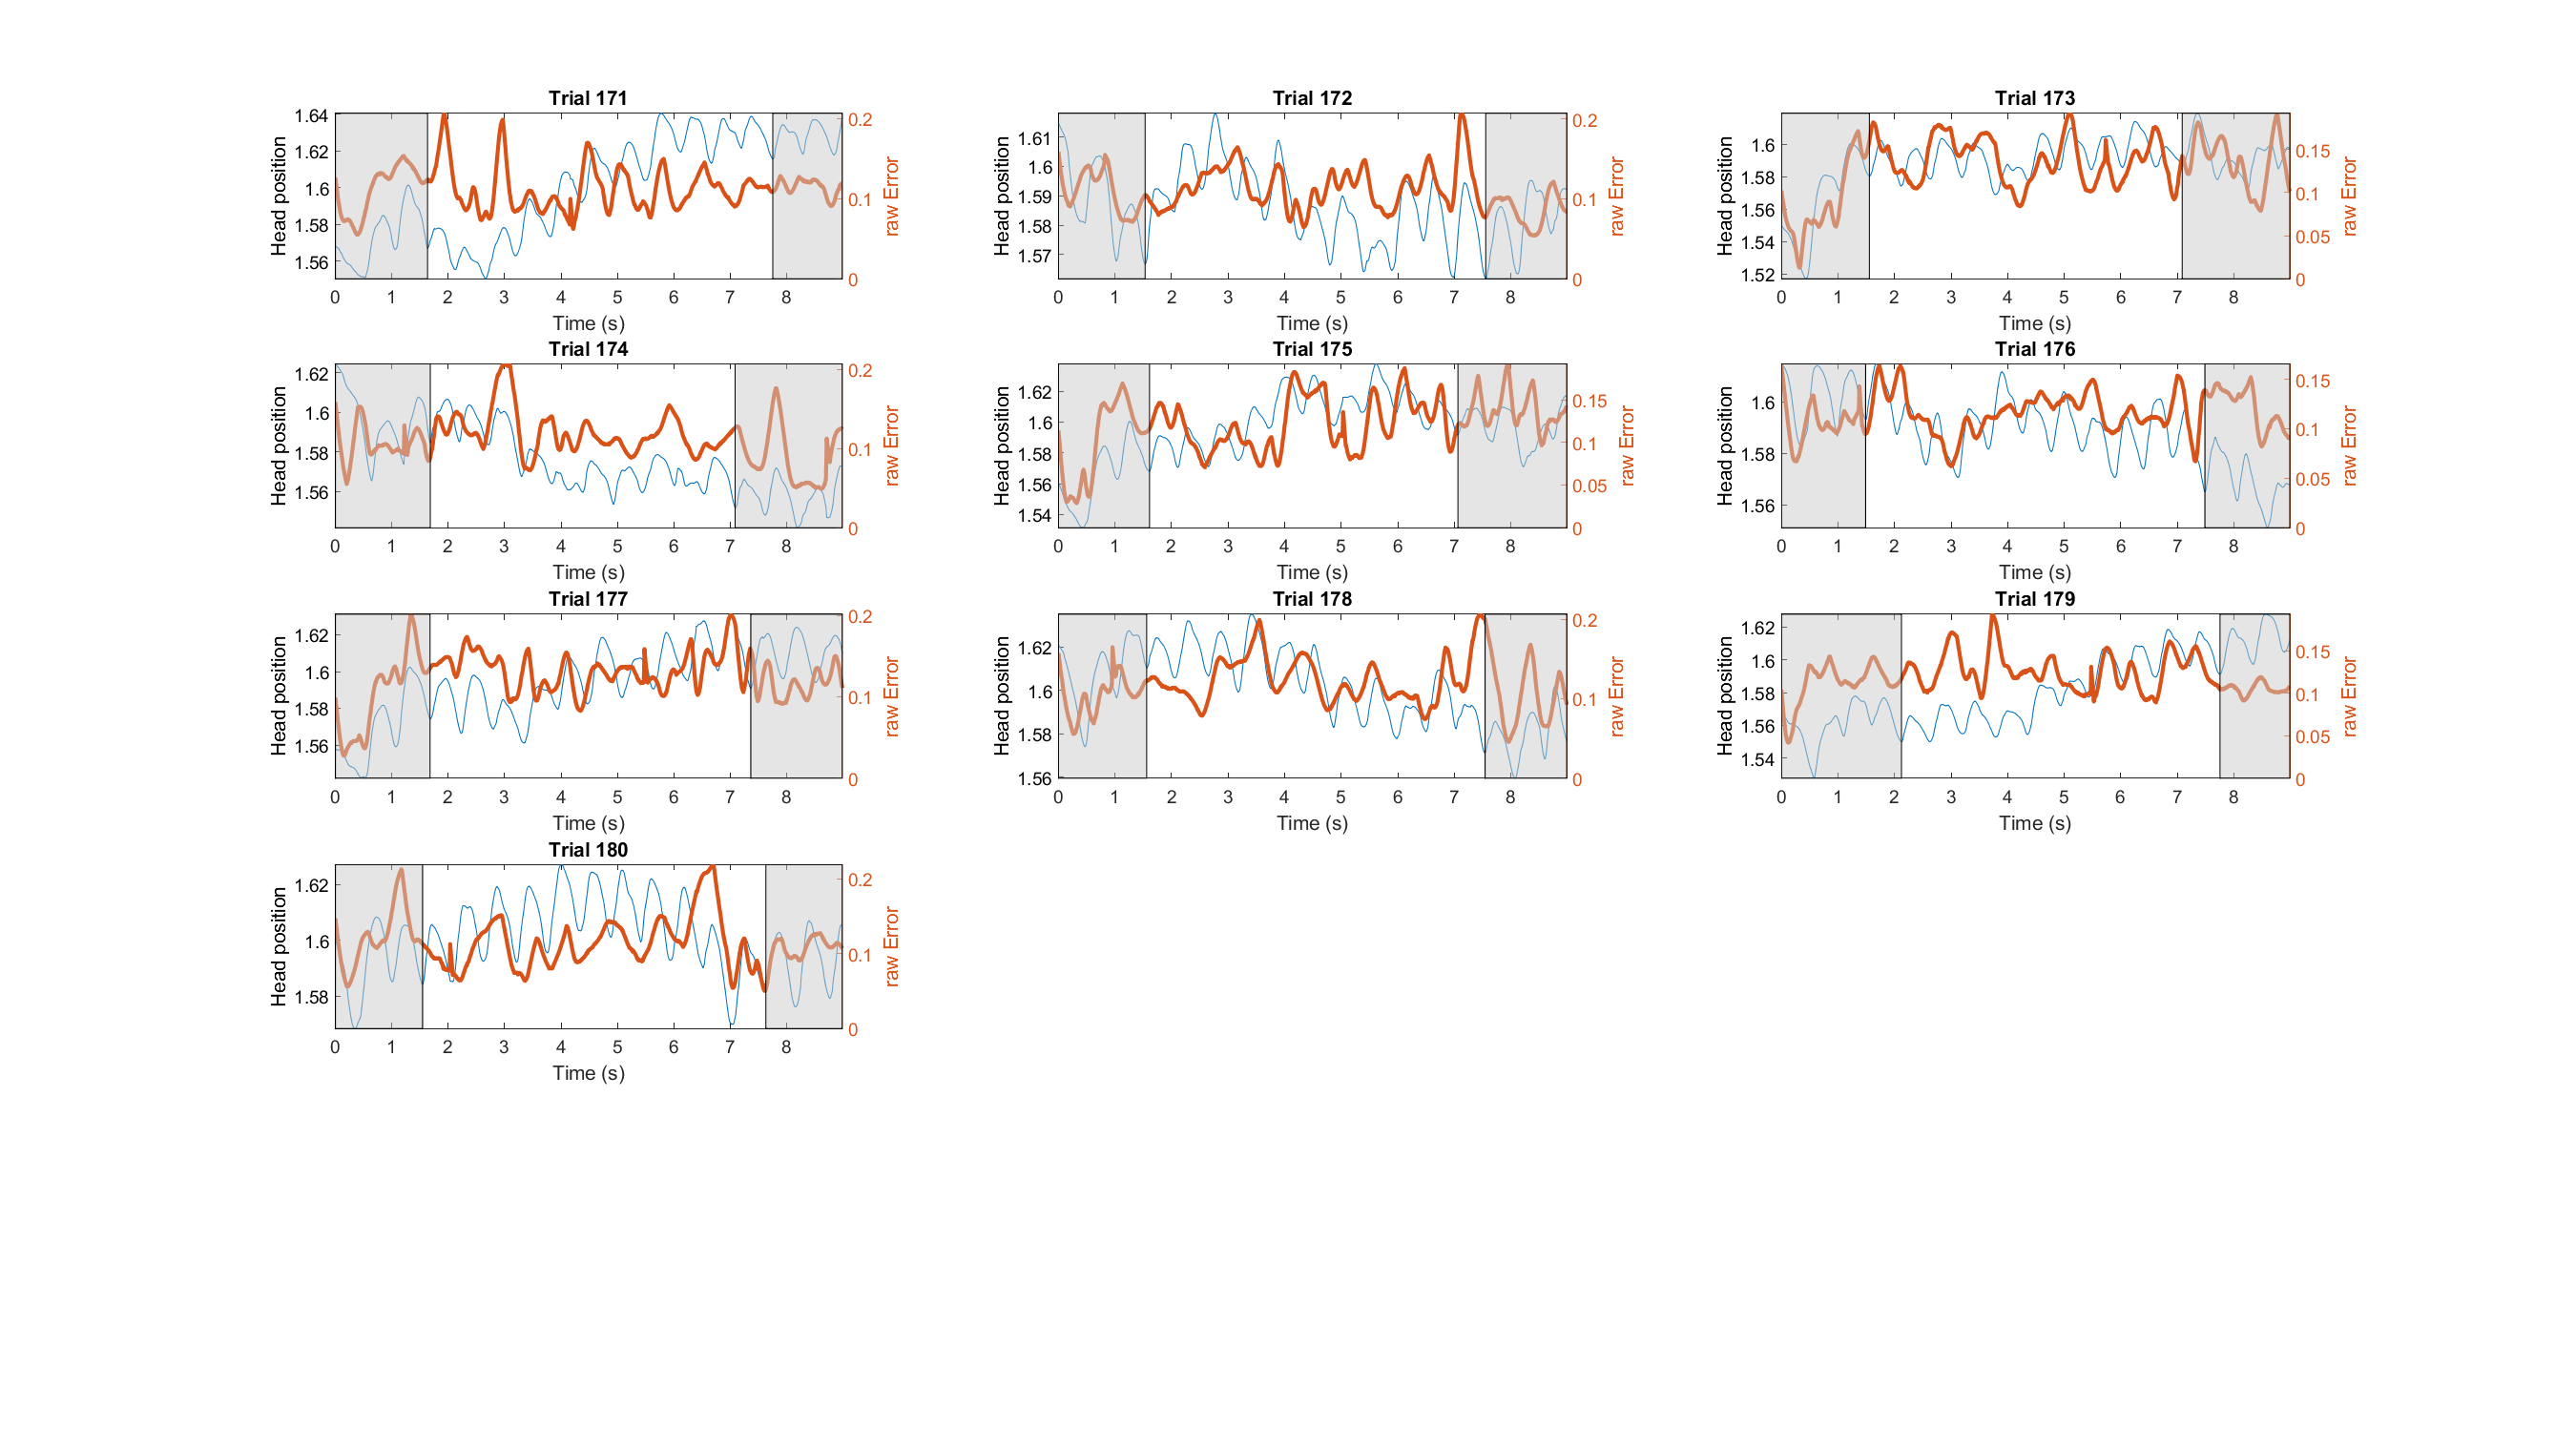 Trial 171
Head position
1.64
1.62
1.6
1.58
1.56
0.2
0.1
0
raw Error
0 1 2 3 4 5 6 7 8
Time (s)
Trial 172
Head position
1.61
1.6
1.59
1.58
1.57
0.2
0.1
0
raw Error
0 1 2 3 4 5 6 7 8
Time (s)
Trial 173
Head position
1.6
1.58
1.56
1.54
1.52
0.15
0.1
0.05
0
raw Error
0 1 2 3 4 5 6 7 8
Time (s)
Trial 174
Head position
1.62
1.6
1.58
1.56
0.2
0.1
0
raw Error
0 1 2 3 4 5 6 7 8
Time (s)
Trial 175
Head position
1.62
1.6
1.58
1.56
1.54
0.15
0.1
0.05
0
raw Error
0 1 2 3 4 5 6 7 8
Time (s)
Trial 176
Head position
1.6
1.58
1.56
0.15
0.1
0.05
0
raw Error
0 1 2 3 4 5 6 7 8
Time (s)
Trial 177
Head position
1.62
1.6
1.58
1.56
0.2
0.1
0
raw Error
0 1 2 3 4 5 6 7 8
Time (s)
Trial 178
Head position
1.62
1.6
1.58
1.56
0.2
0.1
0
raw Error
0 1 2 3 4 5 6 7 8
Time (s)
Trial 179
Head position
1.62
1.6
1.58
1.56
1.54
0.15
0.1
0.05
0
raw Error
0 1 2 3 4 5 6 7 8
Time (s)
Trial 180
Head position
1.62
1.6
1.58
0.2
0.1
0
raw Error
0 1 2 3 4 5 6 7 8
Time (s)